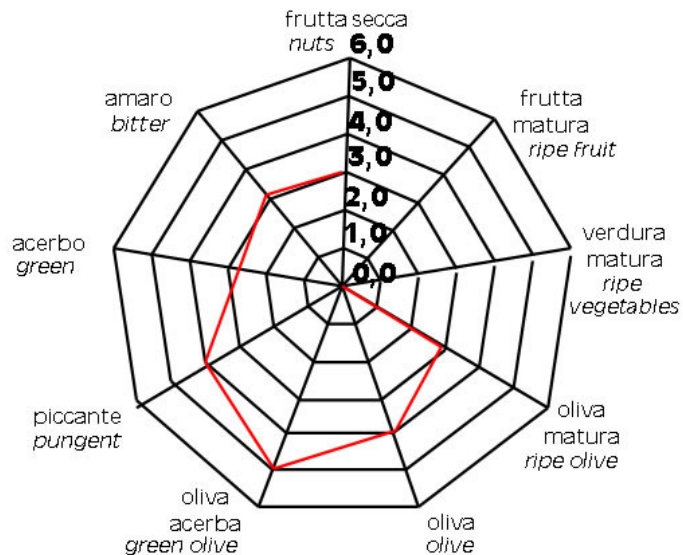 frutta secca
nuts
6,0
5,0
4,0
3,0
2,0
1,0
0,0
frutta
matura
ripe fruit
verdura
matura
ripe
vegetables
oliva
matura
ripe olive
oliva
olive
oliva
acerba
green olive
piccante
pungent
acerbo
green
amaro
bitter